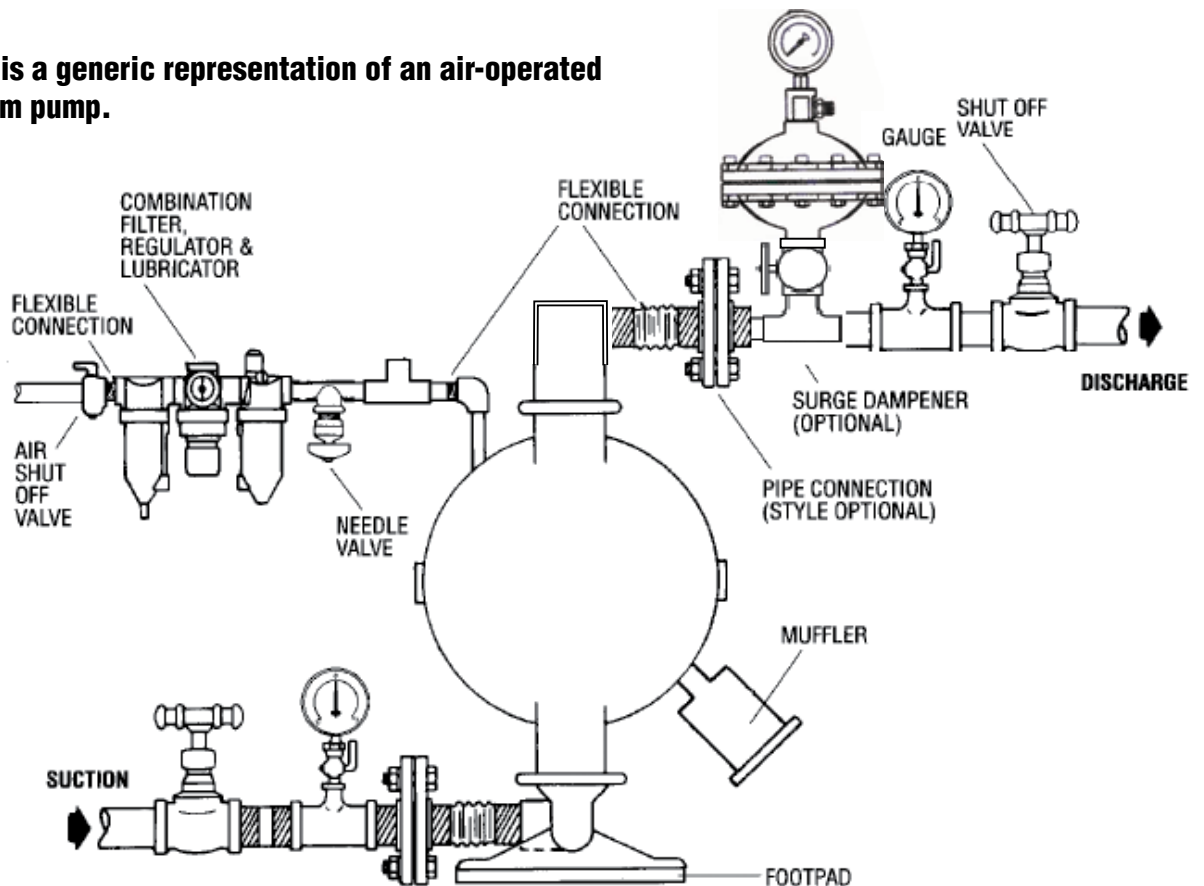 is a generic representation of an air-operated
m pump.
SHUT OFF
VALVE
GAUGE
FLEXIBLE
CONNECTION
COMBINATION
FILTER,
REGULATOR &
LUBRICATOR
FLEXIBLE
CONNECTION
DISCHARGE
SURGE DAMPENER
(OPTIONAL)
AIR
SHUT
OFF
VALVE
PIPE CONNECTION
(STYLE OPTIONAL)
NEEDLE
VALVE
MUFFLER
SUCTION
FOOTPAD